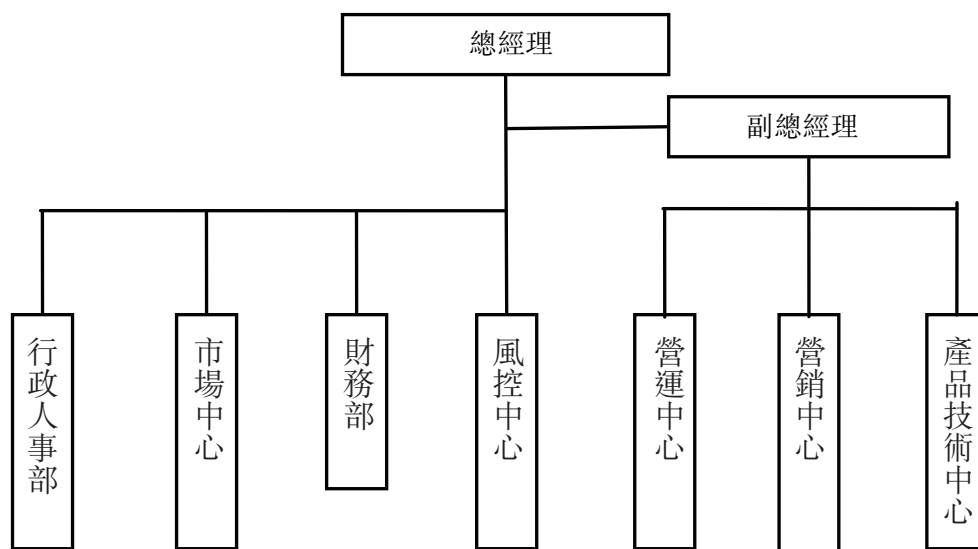 總經理
副總經理
行政人事部
市場中心
財務部
風控中心
營運中心
營銷中心
產品技術中心